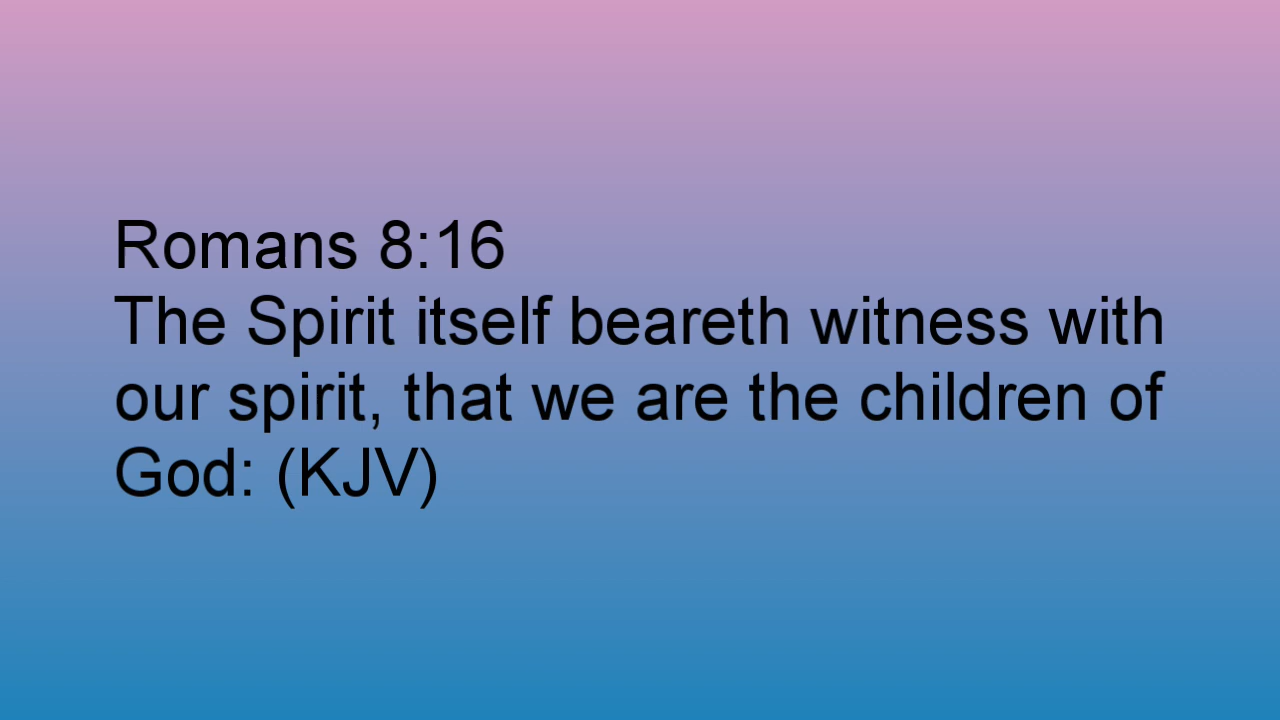 Romans 8:16
The Spirit itself beareth witness with
our spirit, that we are the children of
God: (KJV)